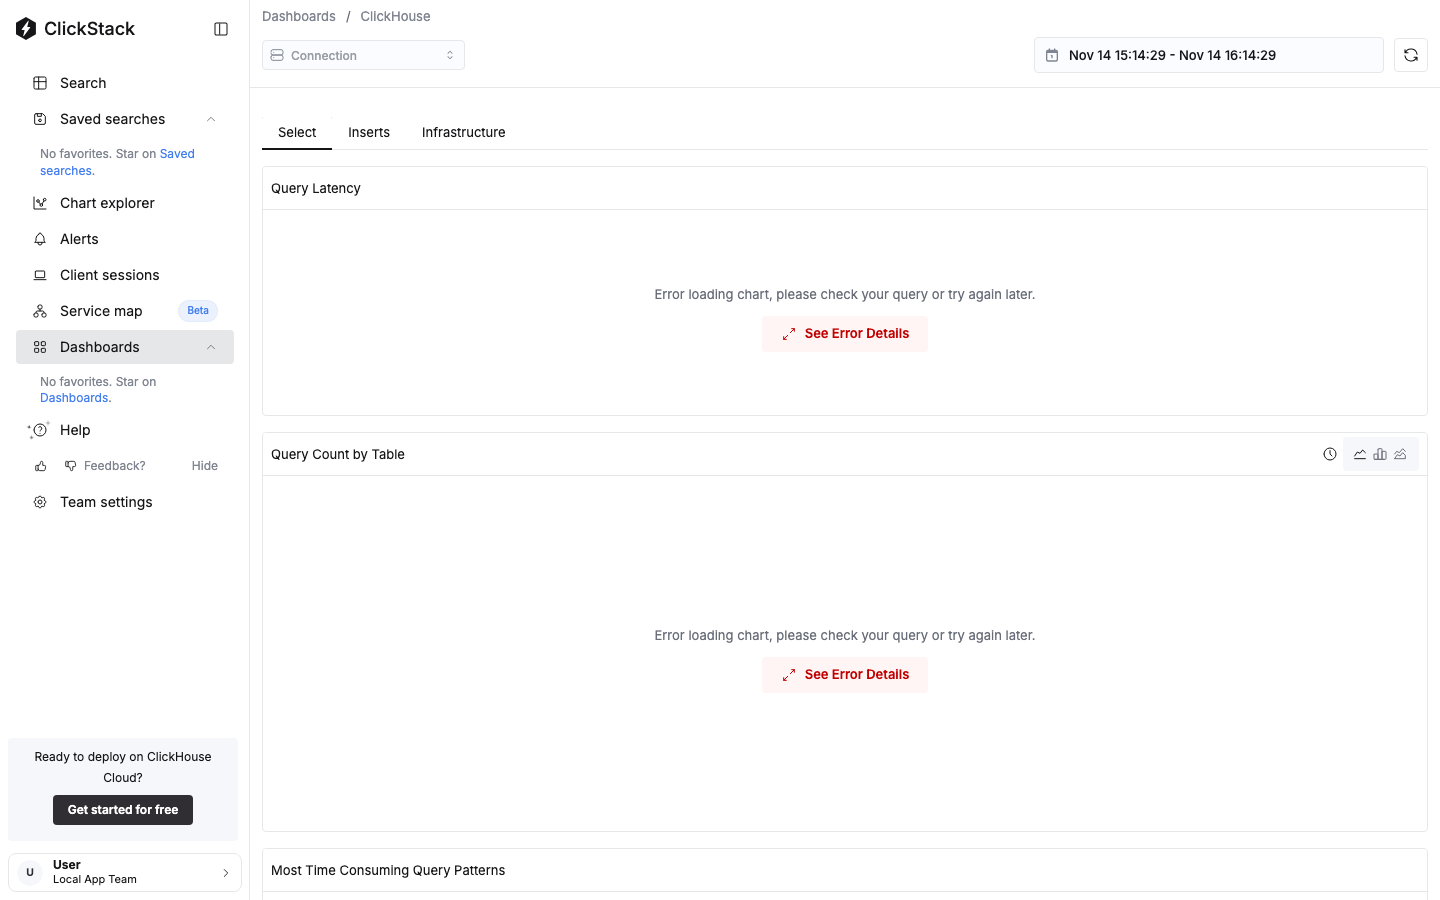 ClickStack
Search
Saved searches
No favorites. Star on Saved
searches.
Chart explorer
Alerts
Client sessions
Service map
Beta
Dashboards
No favorites. Star on
Dashboards.
Help
Feedback?
Hide
Team settings
Ready to deploy on ClickHouse
Cloud?
Get started for free
U
User
Local App Team
Dashboards / ClickHouse
Connection
Nov 14 15:14:29 - Nov 14 16:14:29
Select
Inserts
Infrastructure
Query Latency
Error loading chart, please check your query or try again later.
See Error Details
Query Count by Table
Error loading chart, please check your query or try again later.
See Error Details
Most Time Consuming Query Patterns